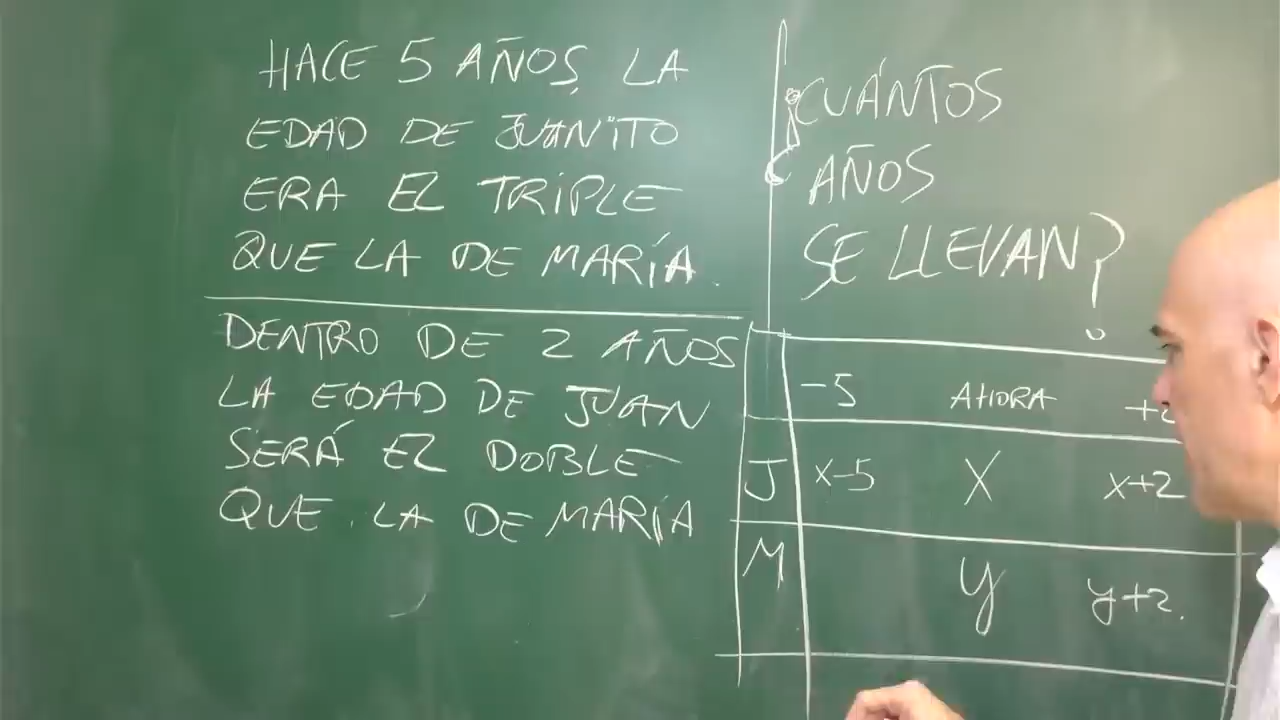 HACE 5 AÑOS, LA
EDAD DE JUANITO
ERA EL TRIPLE
QUE LA DE MARÍA.
DENTRO DE 2 AÑOS
LA EDAD DE JUAN
SERÁ EL DOBLE
QUE LA DE MARÍA
¿CUÁNTOS
AÑOS
SE LLEVAN?
-5 AHORA +2
J x-5 X x+2
M y y+2.